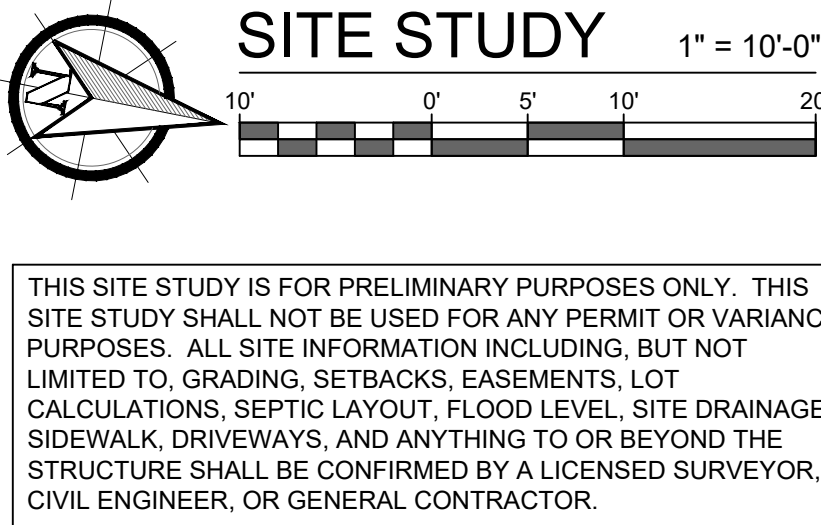 SITE STUDY 1" = 10'-0"
10' 0' 5' 10' 20
N
THIS SITE STUDY IS FOR PRELIMINARY PURPOSES ONLY. THIS
SITE STUDY SHALL NOT BE USED FOR ANY PERMIT OR VARIANC
PURPOSES. ALL SITE INFORMATION INCLUDING, BUT NOT
LIMITED TO, GRADING, SETBACKS, EASEMENTS, LOT
CALCULATIONS, SEPTIC LAYOUT, FLOOD LEVEL, SITE DRAINAGE
SIDEWALK, DRIVEWAYS, AND ANYTHING TO OR BEYOND THE
STRUCTURE SHALL BE CONFIRMED BY A LICENSED SURVEYOR,
CIVIL ENGINEER, OR GENERAL CONTRACTOR.